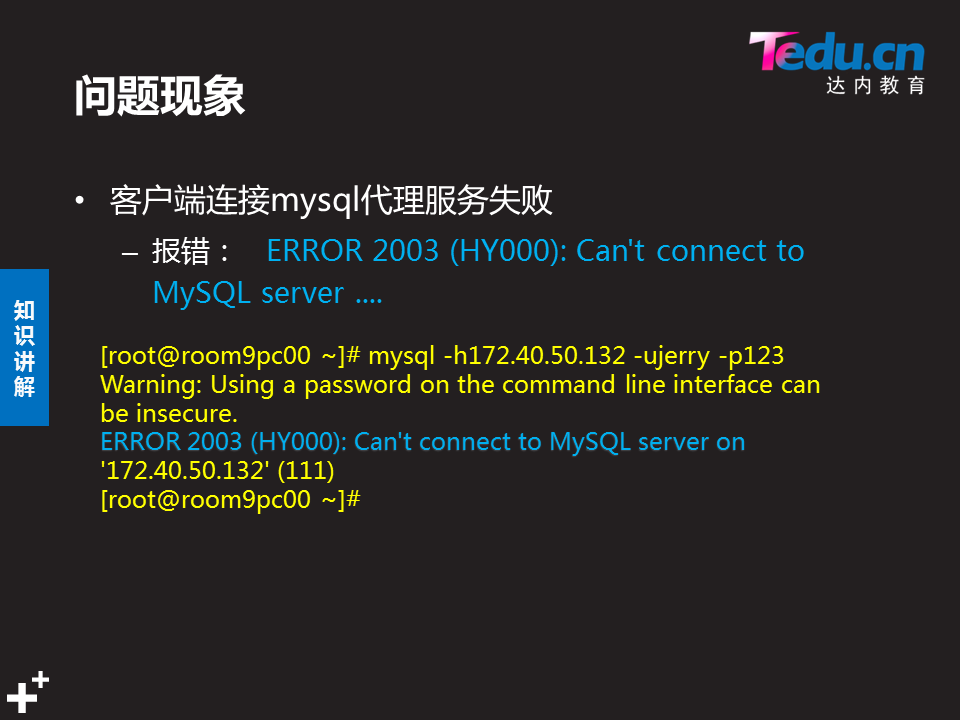 Tedu.cn
达内教育
问题现象
• 客户端连接mysql代理服务失败
– 报错： ERROR 2003 (HY000): Can't connect to
MySQL server ....
知识讲解
[root@room9pc00 ~]# mysql -h172.40.50.132 -ujerry -p123
Warning: Using a password on the command line interface can
be insecure.
ERROR 2003 (HY000): Can't connect to MySQL server on
'172.40.50.132' (111)
[root@room9pc00 ~]#